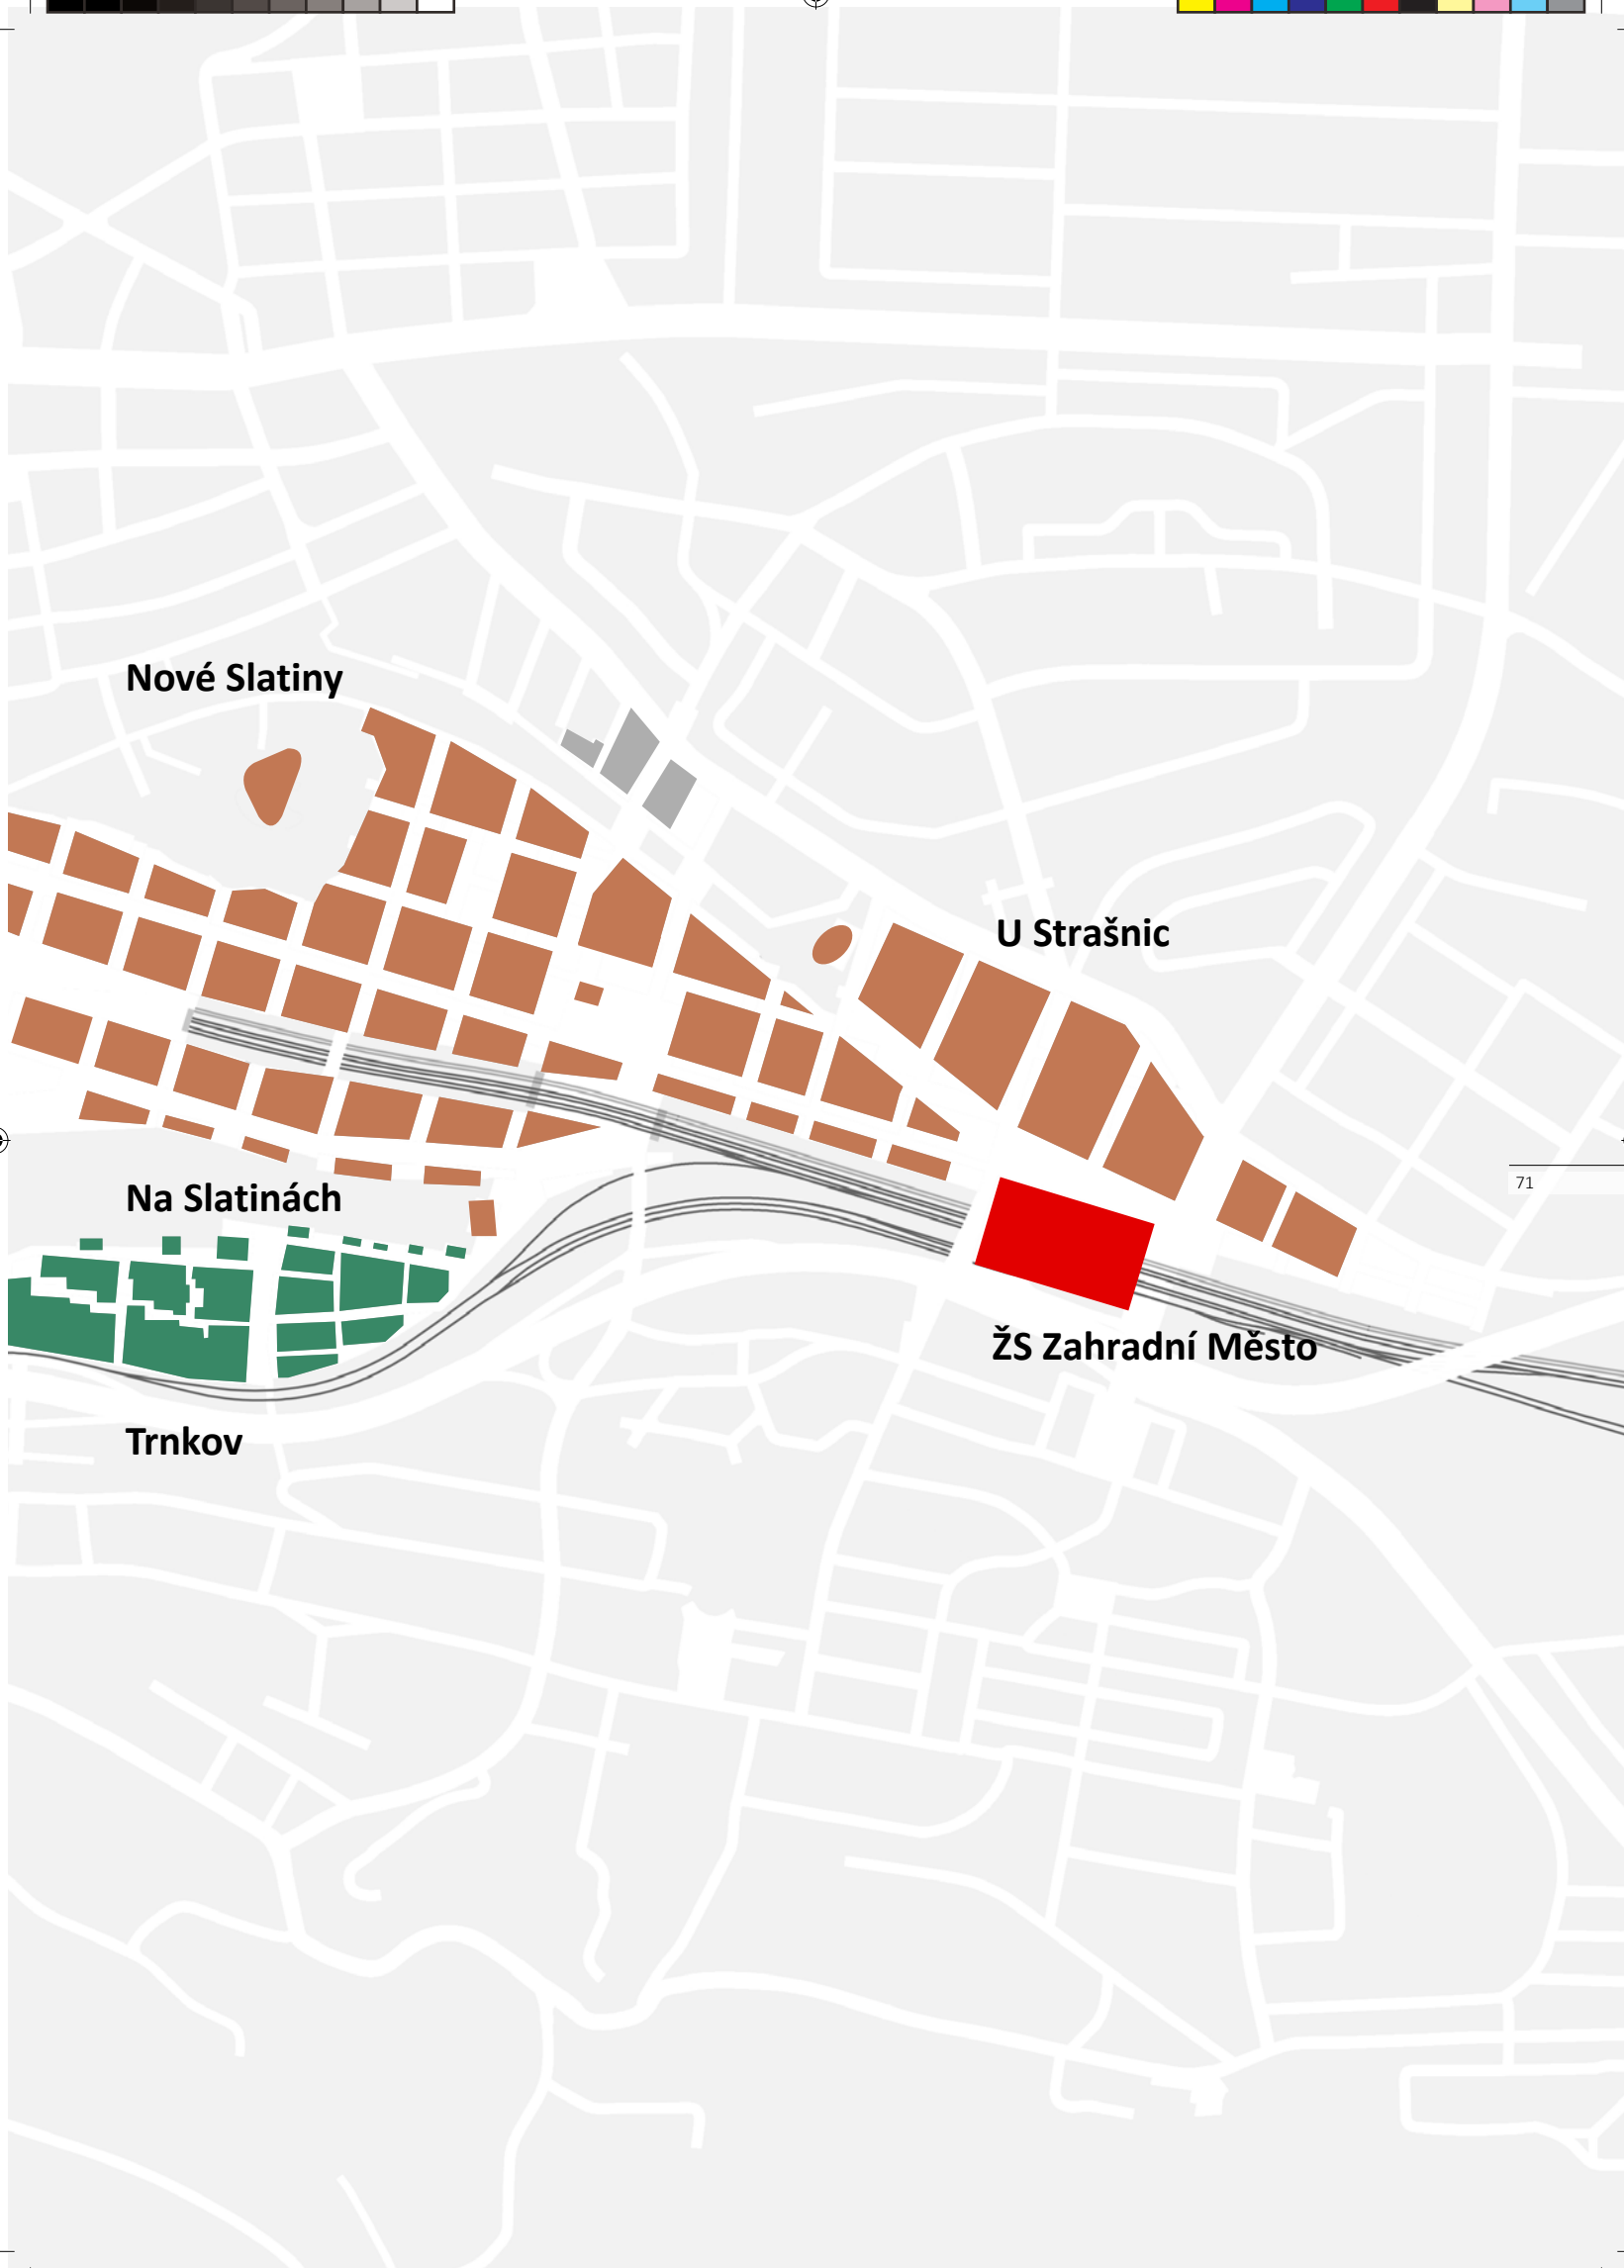 Nové Slatiny
U Strašnic
71
Na Slatinách
ŽS Zahradní Město
Trnkov